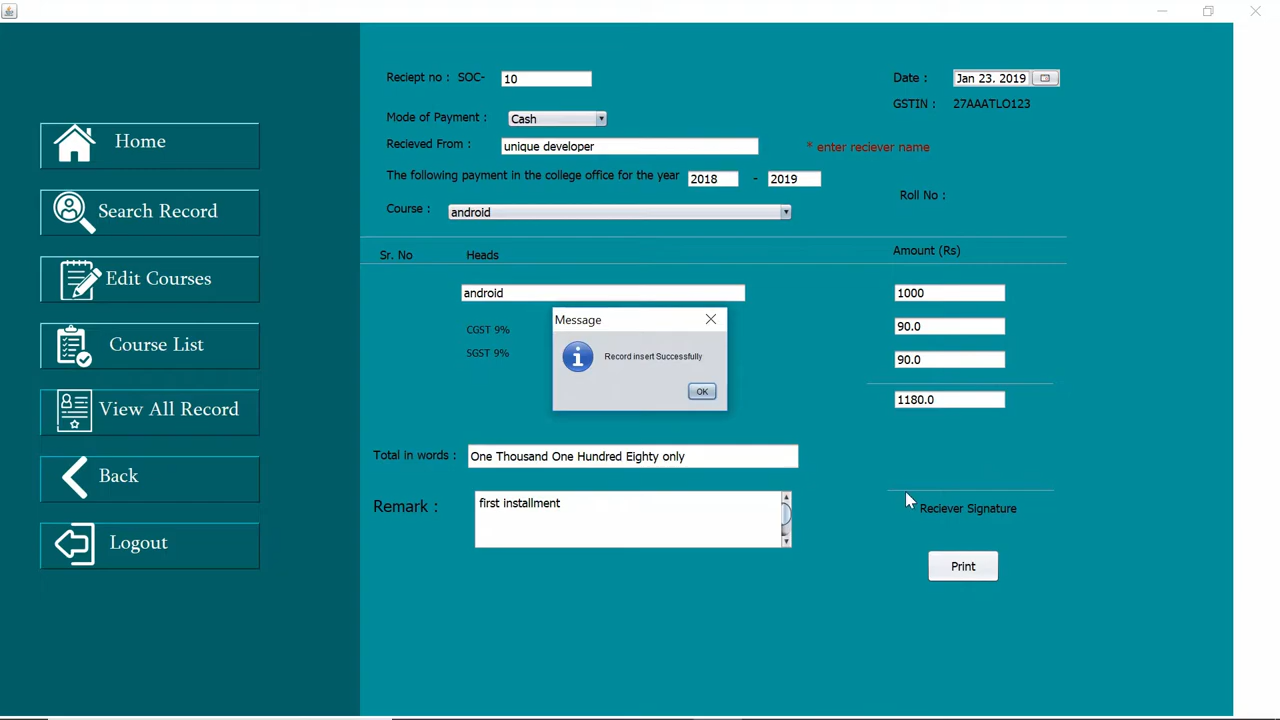 Home
Search Record
Edit Courses
Course List
View All Record
Back
Logout
Reciept no : SOC- 10
Date : Jan 23. 2019
GSTIN : 27AAATLO123
Mode of Payment : Cash
Recieved From : unique developer * enter reciever name
The following payment in the college office for the year 2018 - 2019
Roll No :
Course : android
Sr. No Heads Amount (Rs)
android 1000
CGST 9% 90.0
SGST 9% 90.0
1180.0
Message
Record insert Successfully
OK
Total in words : One Thousand One Hundred Eighty only
Remark : first installment
Reciever Signature
Print